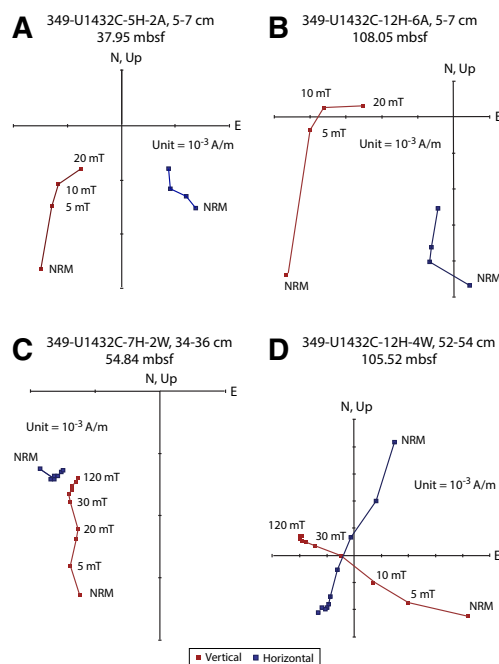 A
349-U1432C-5H-2A, 5-7 cm
37.95 mbsf
N, Up
E
Unit = 10-3 A/m
20 mT
10 mT
5 mT
NRM
NRM
B
349-U1432C-12H-6A, 5-7 cm
108.05 mbsf
N, Up
10 mT
20 mT
E
5 mT
Unit = 10-3 A/m
NRM
NRM
C
349-U1432C-7H-2W, 34-36 cm
54.84 mbsf
N, Up
E
Unit = 10-3 A/m
NRM
120 mT
30 mT
20 mT
5 mT
NRM
D
349-U1432C-12H-4W, 52-54 cm
105.52 mbsf
N, Up
NRM
Unit = 10-3 A/m
120 mT
30 mT
E
10 mT
5 mT
NRM
Vertical Horizontal